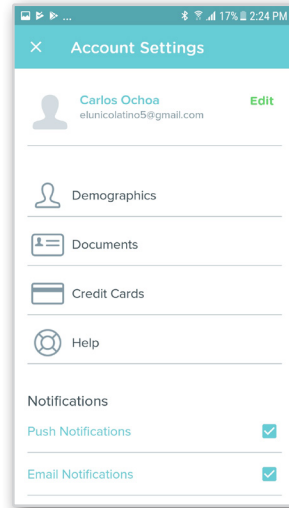 ... 17% 2:24 PM
× Account Settings
Carlos Ochoa Edit
elunicolatino5@gmail.com
Demographics
Documents
Credit Cards
Help
Notifications
Push Notifications
Email Notifications